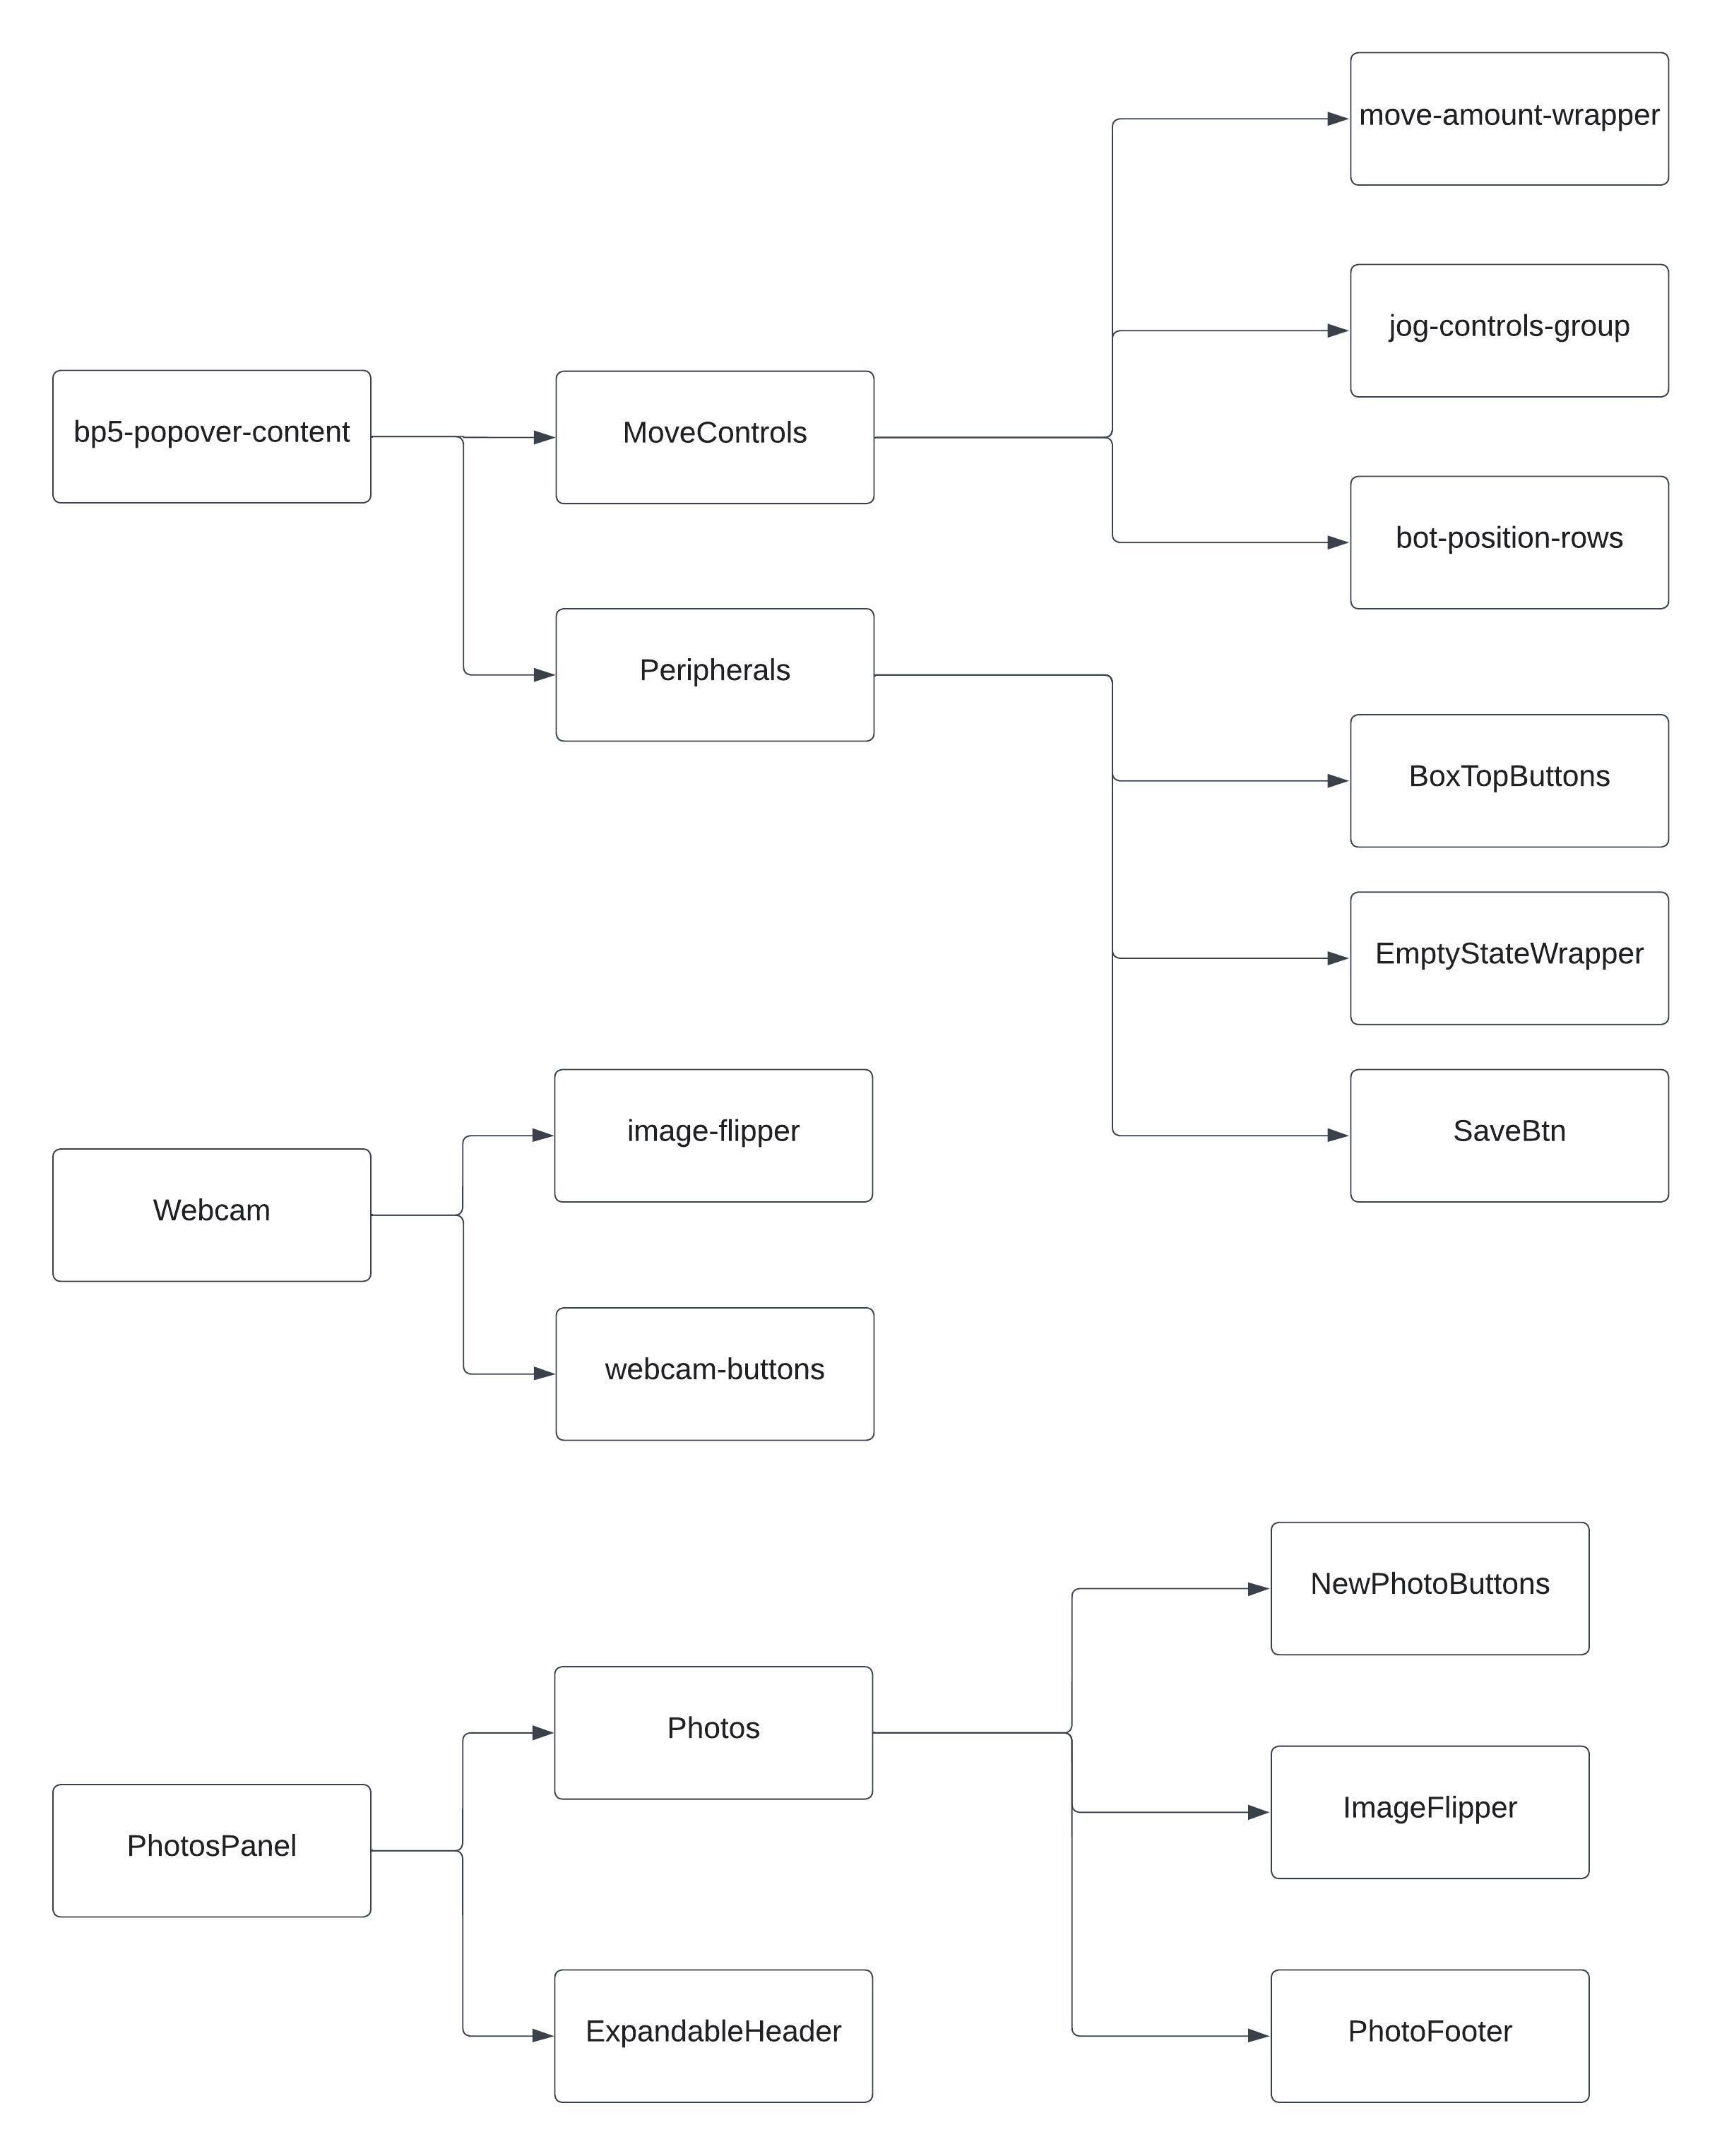 move-amount-wrapper
jog-controls-group
bp5-popover-content
MoveControls
bot-position-rows
Peripherals
BoxTopButtons
EmptyStateWrapper
image-flipper
SaveBtn
Webcam
webcam-buttons
NewPhotoButtons
Photos
ImageFlipper
PhotosPanel
ExpandableHeader
PhotoFooter